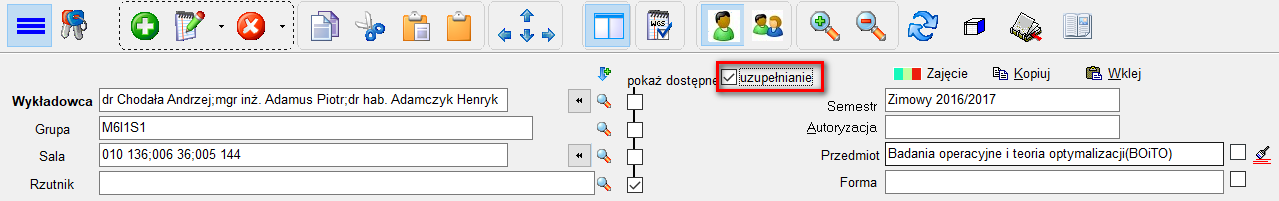 WGS
pokaż dostępne
uzupełnianie
Zajęcie
Kopiuj
Wklej
Wykładowca
dr Chodała Andrzej;mgr inż. Adamus Piotr;dr hab. Adamczyk Henryk
Semestr
Zimowy 2016/2017
Grupa
M6I1S1
Autoryzacja
Sala
010 136;006 36;005 144
Przedmiot
Badania operacyjne i teoria optymalizacji(BOiTO)
Rzutnik
Forma